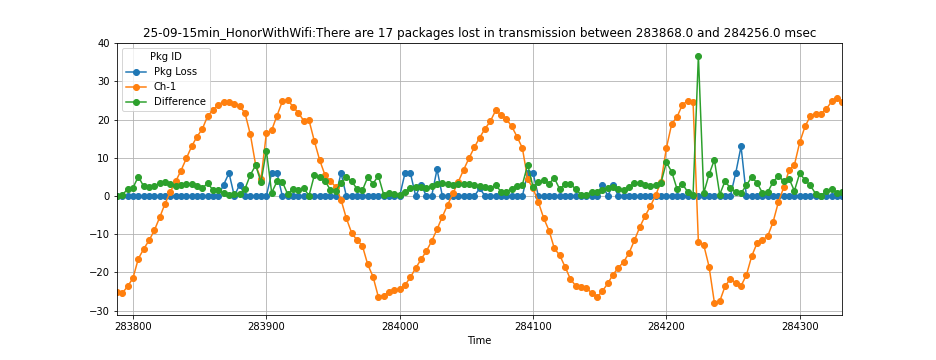 25-09-15min_HonorWithWifi:There are 17 packages lost in transmission between 283868.0 and 284256.0 msec
40
30
20
10
0
−10
−20
−30
Pkg ID
Pkg Loss
Ch-1
Difference
283800 283900 284000 284100 284200 284300
Time